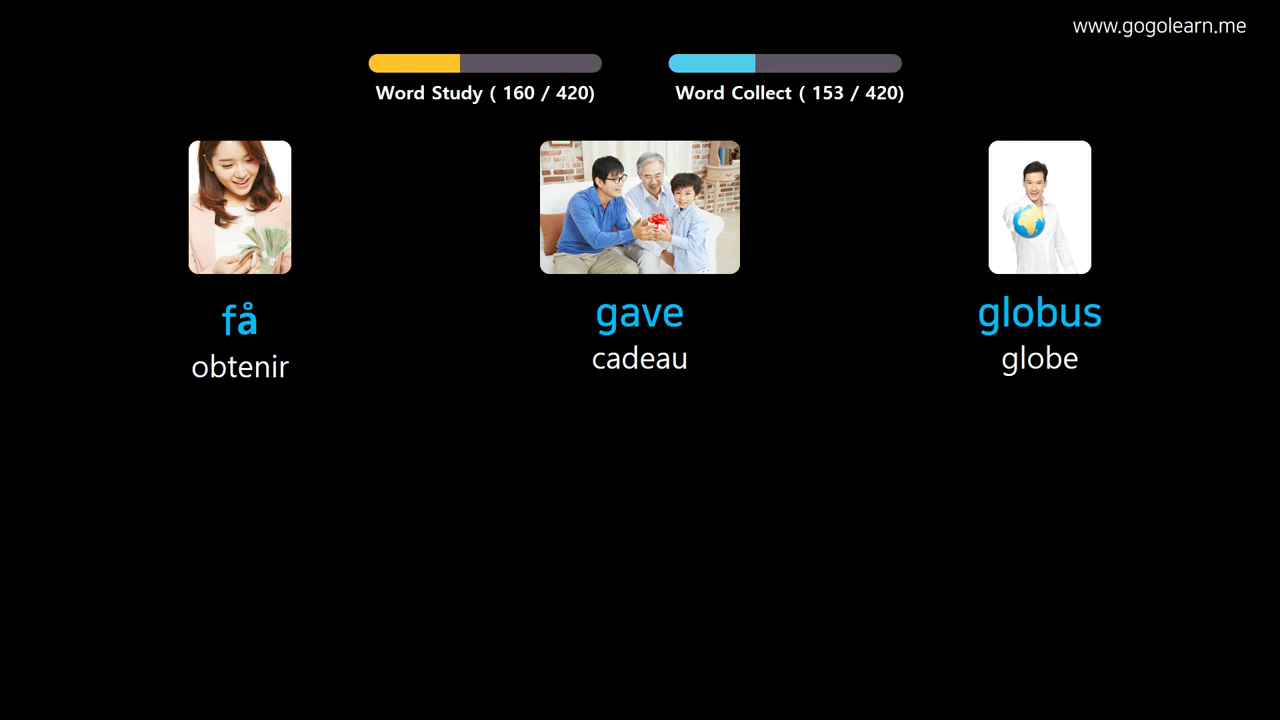 www.gogolearn.me
Word Study ( 160 / 420)
Word Collect ( 153 / 420)
få
obtenir
gave
cadeau
globus
globe